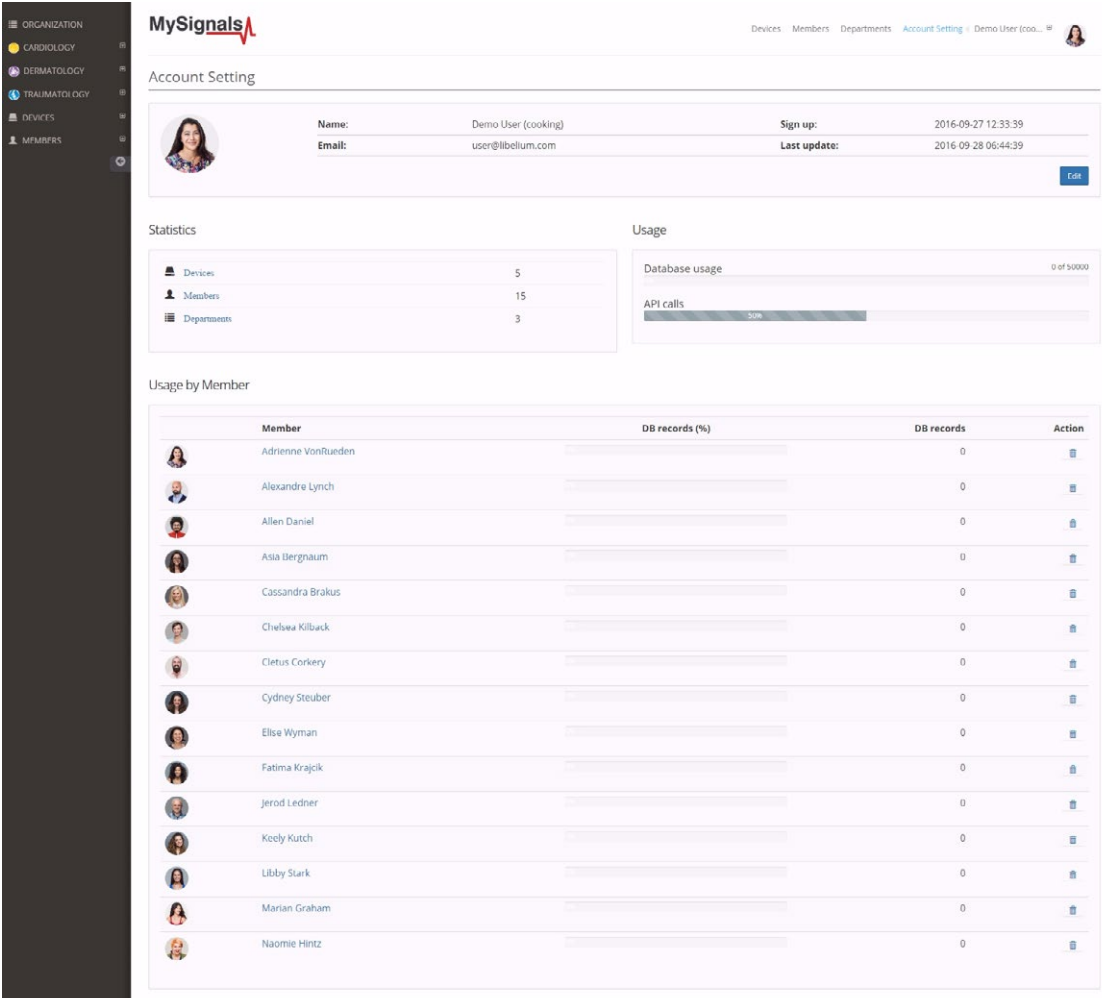 ORGANIZATION
CARDIOLOGY
DERMATOLOGY
TRAUMATOLOGY
DEVICES
MEMBERS
MySignals
Devices Members Departments Account Setting Demo User (coo...
Account Setting
Name: Demo User (cooking) Sign up: 2016-09-27 12:33:39
Email: user@libelium.com Last update: 2016-09-28 06:44:39
Edit
Statistics
Devices 5
Members 15
Departments 3
Usage
Database usage 0 of 50000
API calls
50%
Usage by Member
Member DB records (%) DB records Action
Adrienne VonRueden 0
Alexandre Lynch 0
Allen Daniel 0
Asia Bergnaum 0
Cassandra Brakus 0
Chelsea Kilback 0
Cletus Corkery 0
Cydney Steuber 0
Elise Wyman 0
Fatima Krajcik 0
Jerod Ledner 0
Keely Kutch 0
Libby Stark 0
Marian Graham 0
Naomie Hintz 0